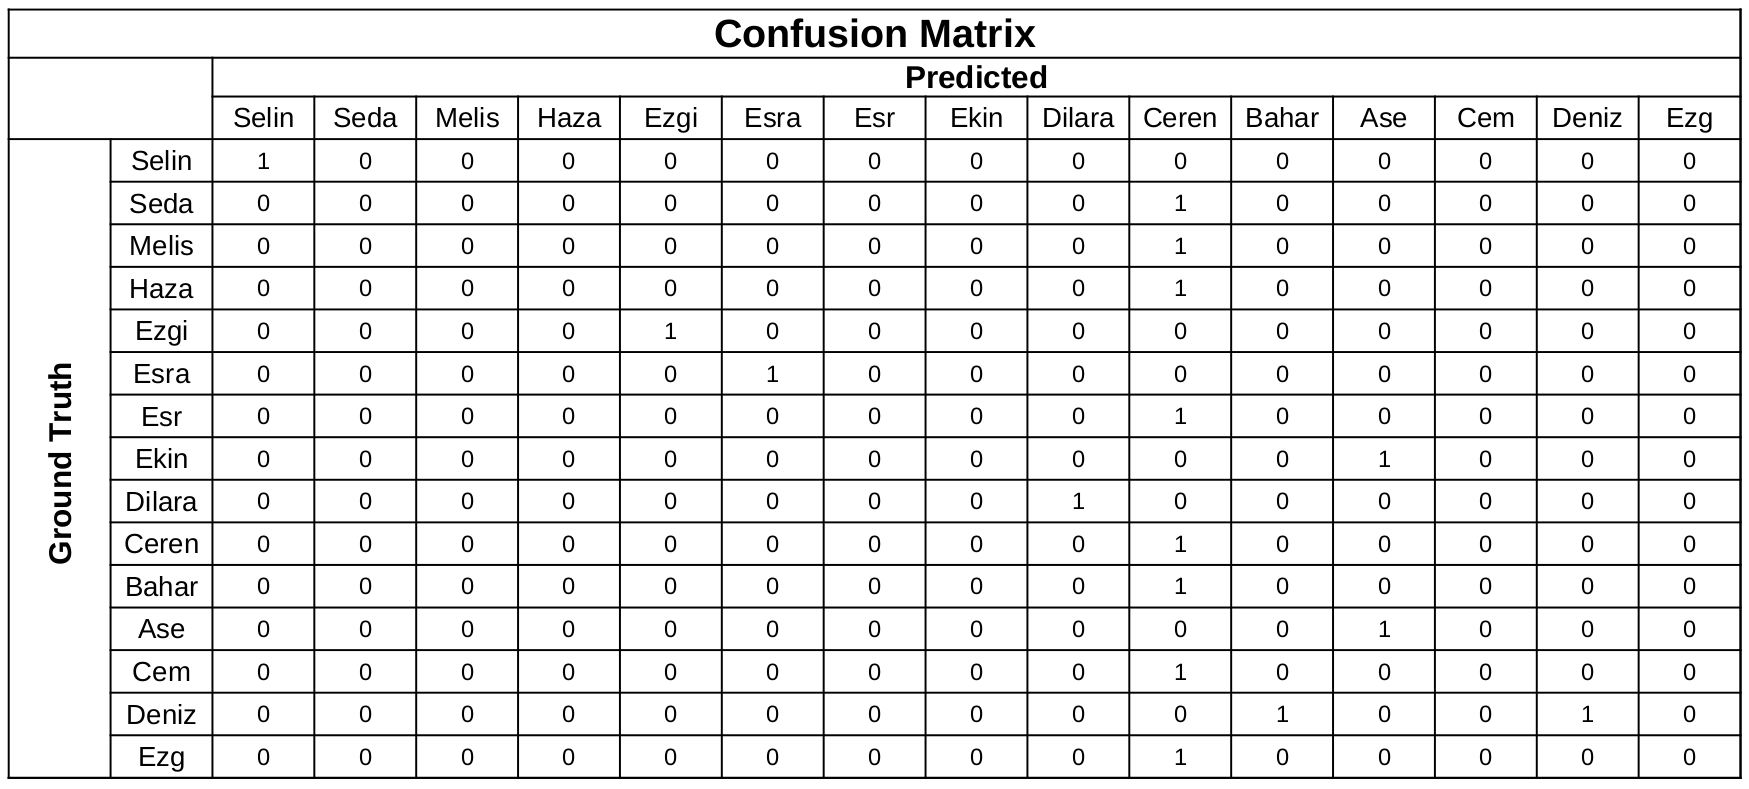 Confusion Matrix
Predicted
Selin Seda Melis Haza Ezgi Esra Esr Ekin Dilara Ceren Bahar Ase Cem Deniz Ezg
Ground Truth
Selin 1 0 0 0 0 0 0 0 0 0 0 0 0 0 0
Seda 0 0 0 0 0 0 0 0 0 1 0 0 0 0 0
Melis 0 0 0 0 0 0 0 0 0 1 0 0 0 0 0
Haza 0 0 0 0 0 0 0 0 0 1 0 0 0 0 0
Ezgi 0 0 0 0 1 0 0 0 0 0 0 0 0 0 0
Esra 0 0 0 0 0 1 0 0 0 0 0 0 0 0 0
Esr 0 0 0 0 0 0 0 0 0 1 0 0 0 0 0
Ekin 0 0 0 0 0 0 0 0 0 0 0 1 0 0 0
Dilara 0 0 0 0 0 0 0 0 1 0 0 0 0 0 0
Ceren 0 0 0 0 0 0 0 0 0 1 0 0 0 0 0
Bahar 0 0 0 0 0 0 0 0 0 1 0 0 0 0 0
Ase 0 0 0 0 0 0 0 0 0 0 0 1 0 0 0
Cem 0 0 0 0 0 0 0 0 0 1 0 0 0 0 0
Deniz 0 0 0 0 0 0 0 0 0 0 1 0 0 1 0
Ezg 0 0 0 0 0 0 0 0 0 1 0 0 0 0 0